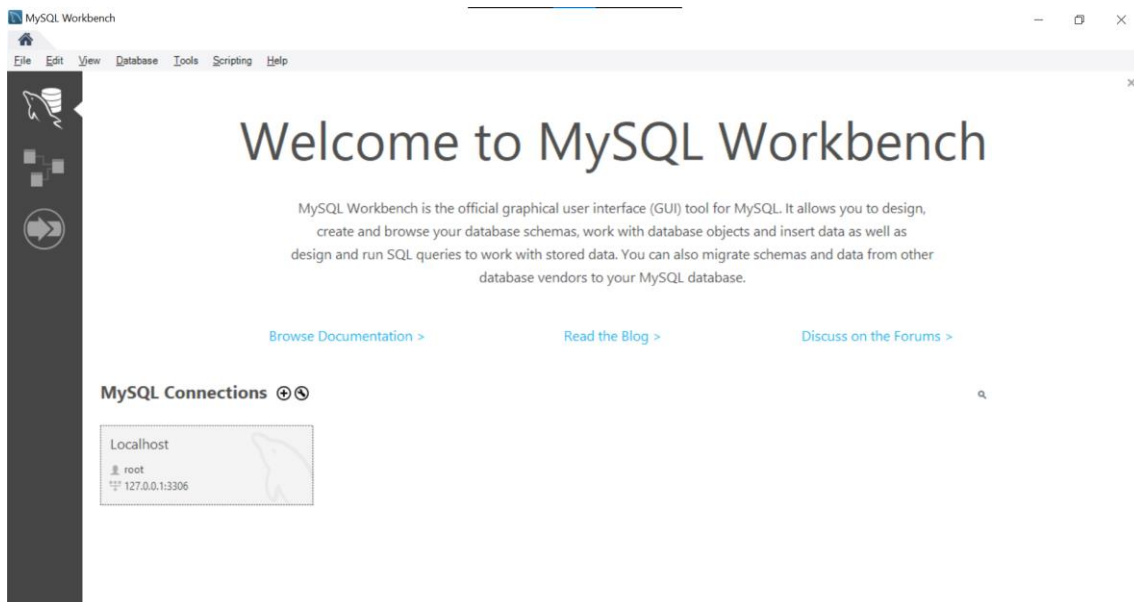 MySQL Workbench
File Edit View Database Tools Scripting Help
Welcome to MySQL Workbench
MySQL Workbench is the official graphical user interface (GUI) tool for MySQL. It allows you to design,
create and browse your database schemas, work with database objects and insert data as well as
design and run SQL queries to work with stored data. You can also migrate schemas and data from other
database vendors to your MySQL database.
Browse Documentation > Read the Blog > Discuss on the Forums >
MySQL Connections
Localhost
root
127.0.0.1:3306